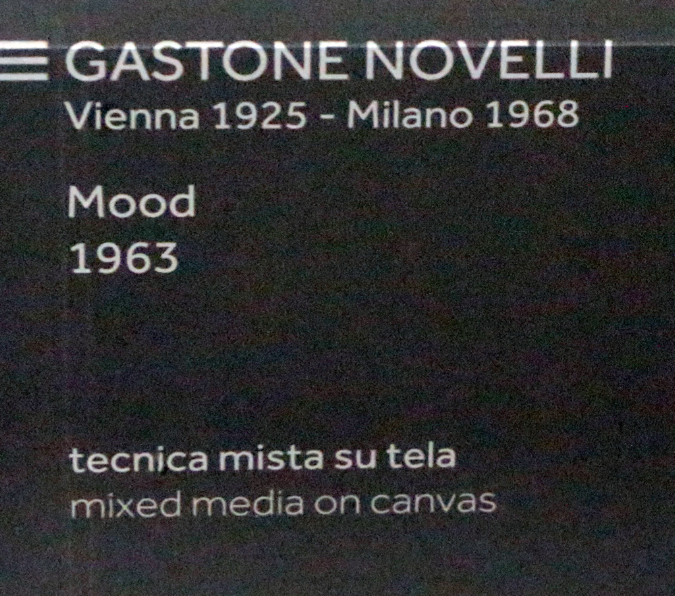 GASTONE NOVELLI
Vienna 1925 - Milano 1968
Mood
1963
tecnica mista su tela
mixed media on canvas